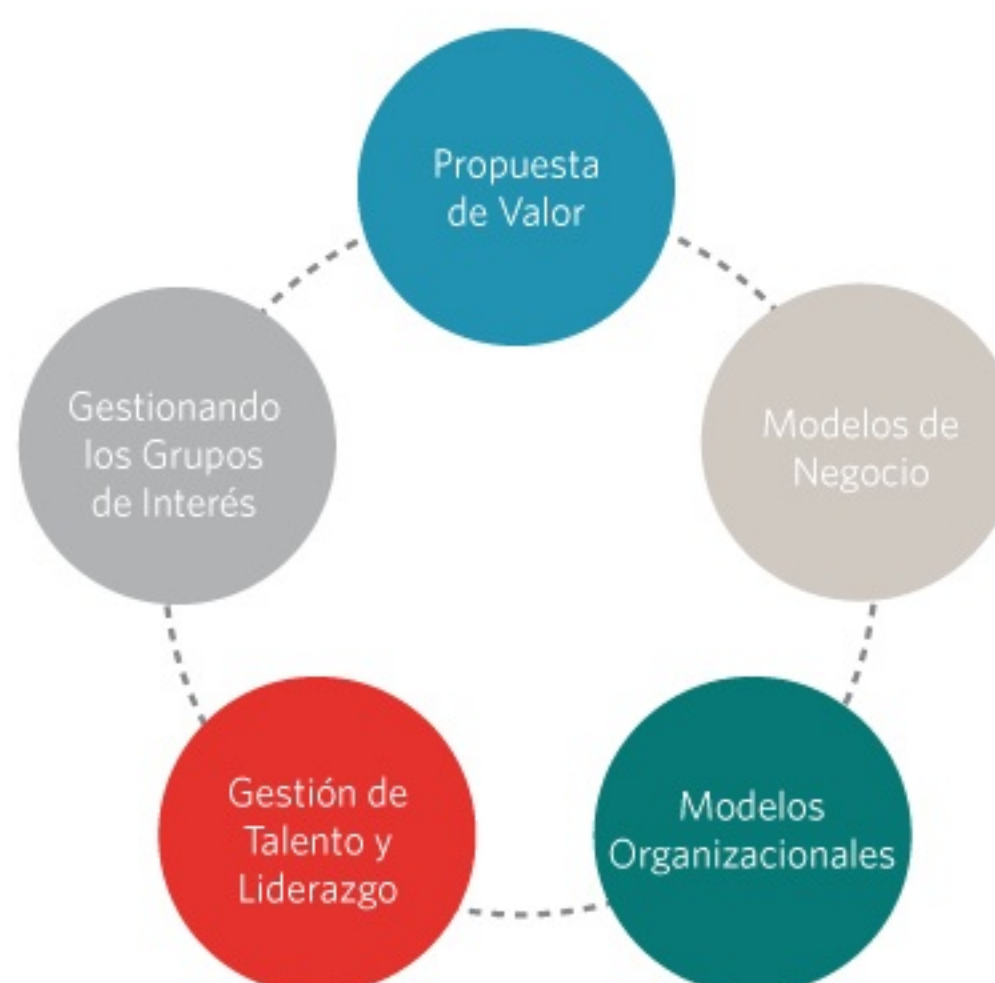 Propuesta
de Valor
Modelos de
Negocio
Modelos
Organizacionales
Gestión de
Talento y
Liderazgo
Gestionando
los Grupos
de Interés